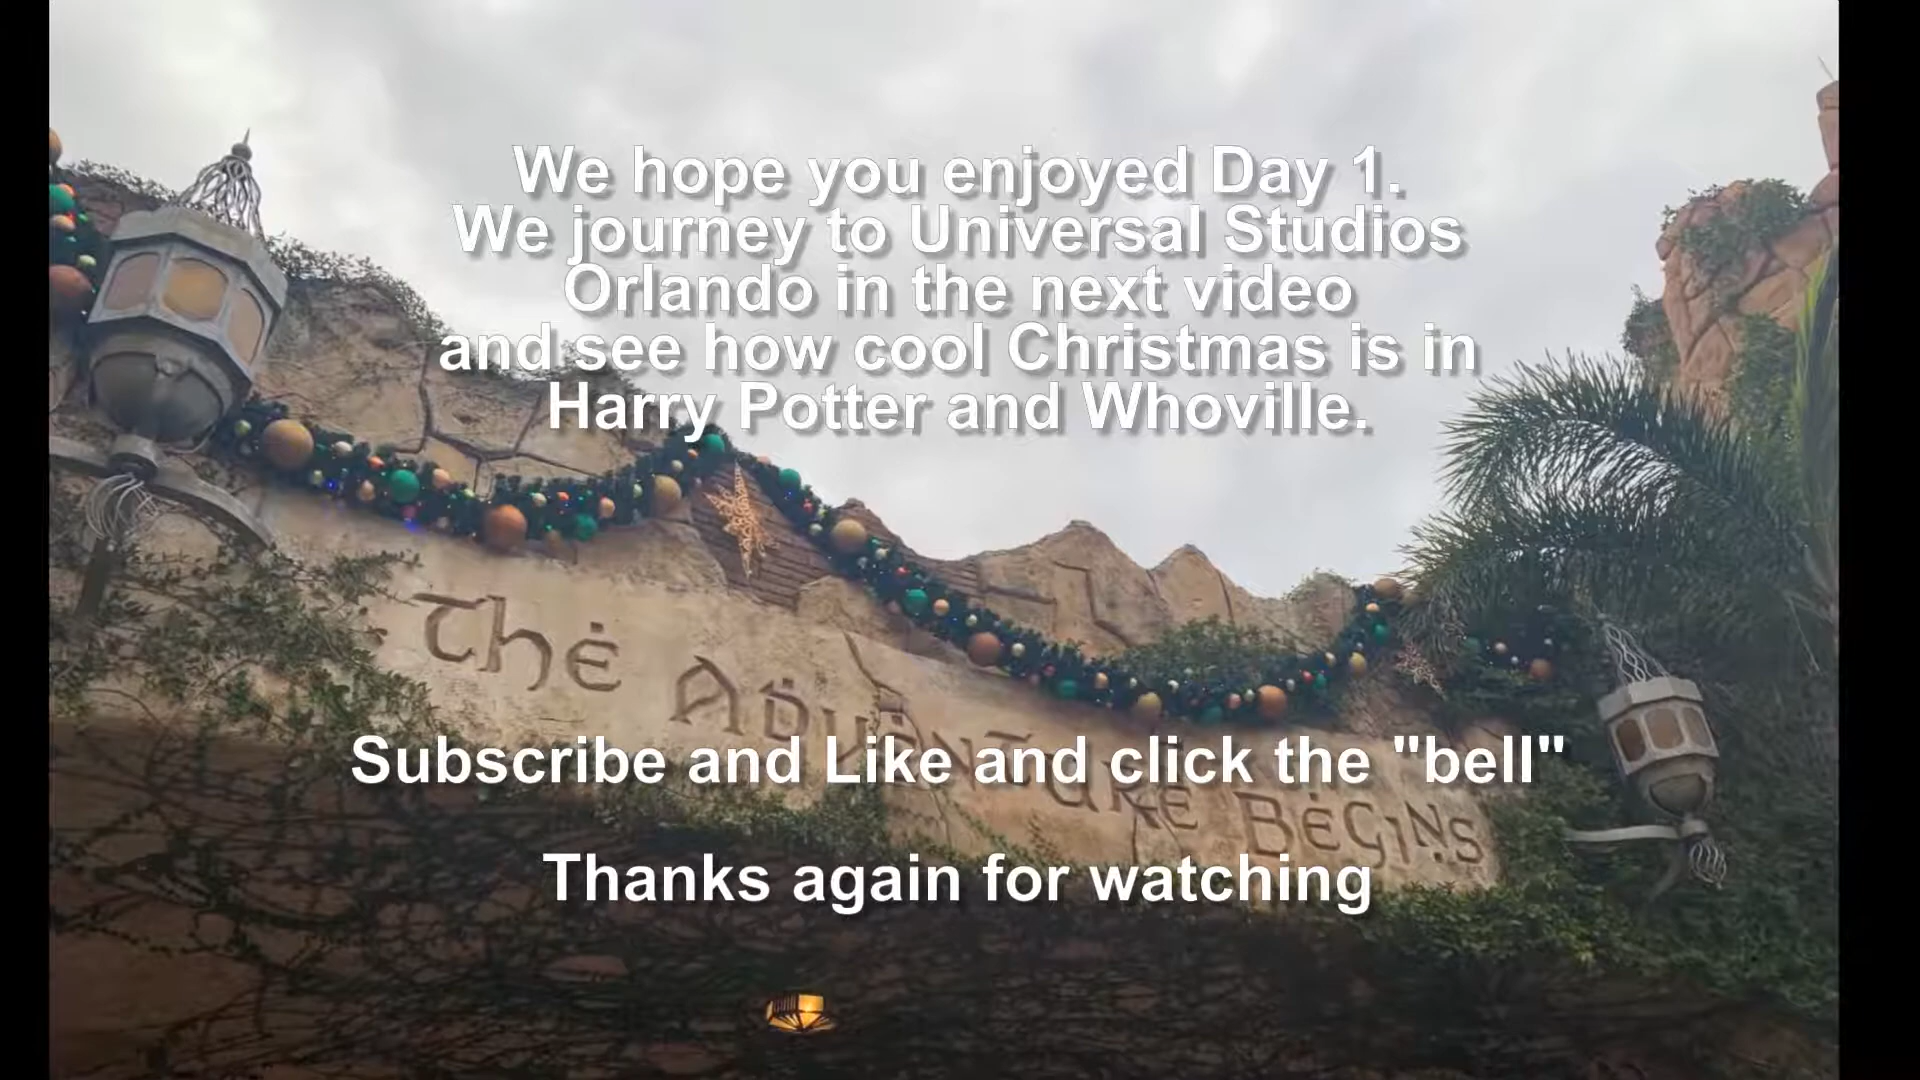 We hope you enjoyed Day 1.
We journey to Universal Studios
Orlando in the next video
and see how cool Christmas is in
Harry Potter and Whoville.
The Adventure Begins
Subscribe and Like and click the "bell"
Thanks again for watching